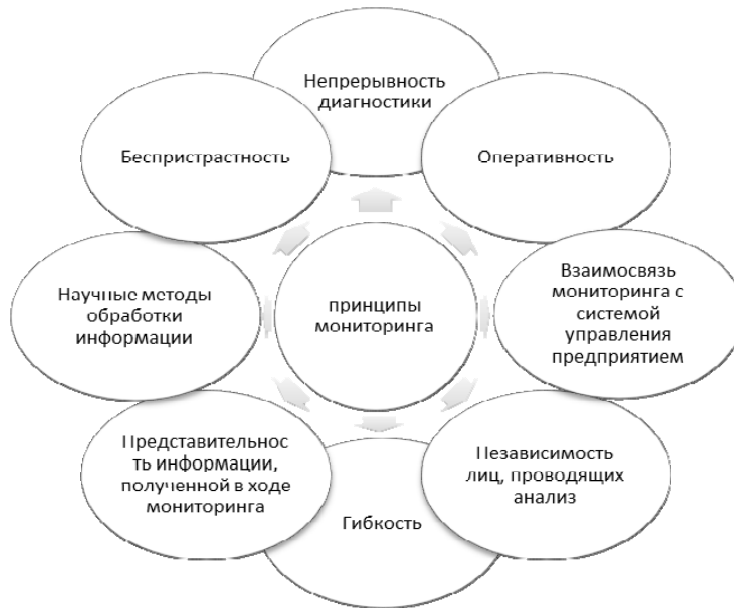 Непрерывность
диагностики
Беспристрастность
Оперативность
Научные методы
обработки
информации
принципы
мониторинга
Взаимосвязь
мониторинга с
системой
управления
предприятием
Представительнос
ть информации,
полученной в ходе
мониторинга
Гибкость
Независимость
лиц, проводящих
анализ